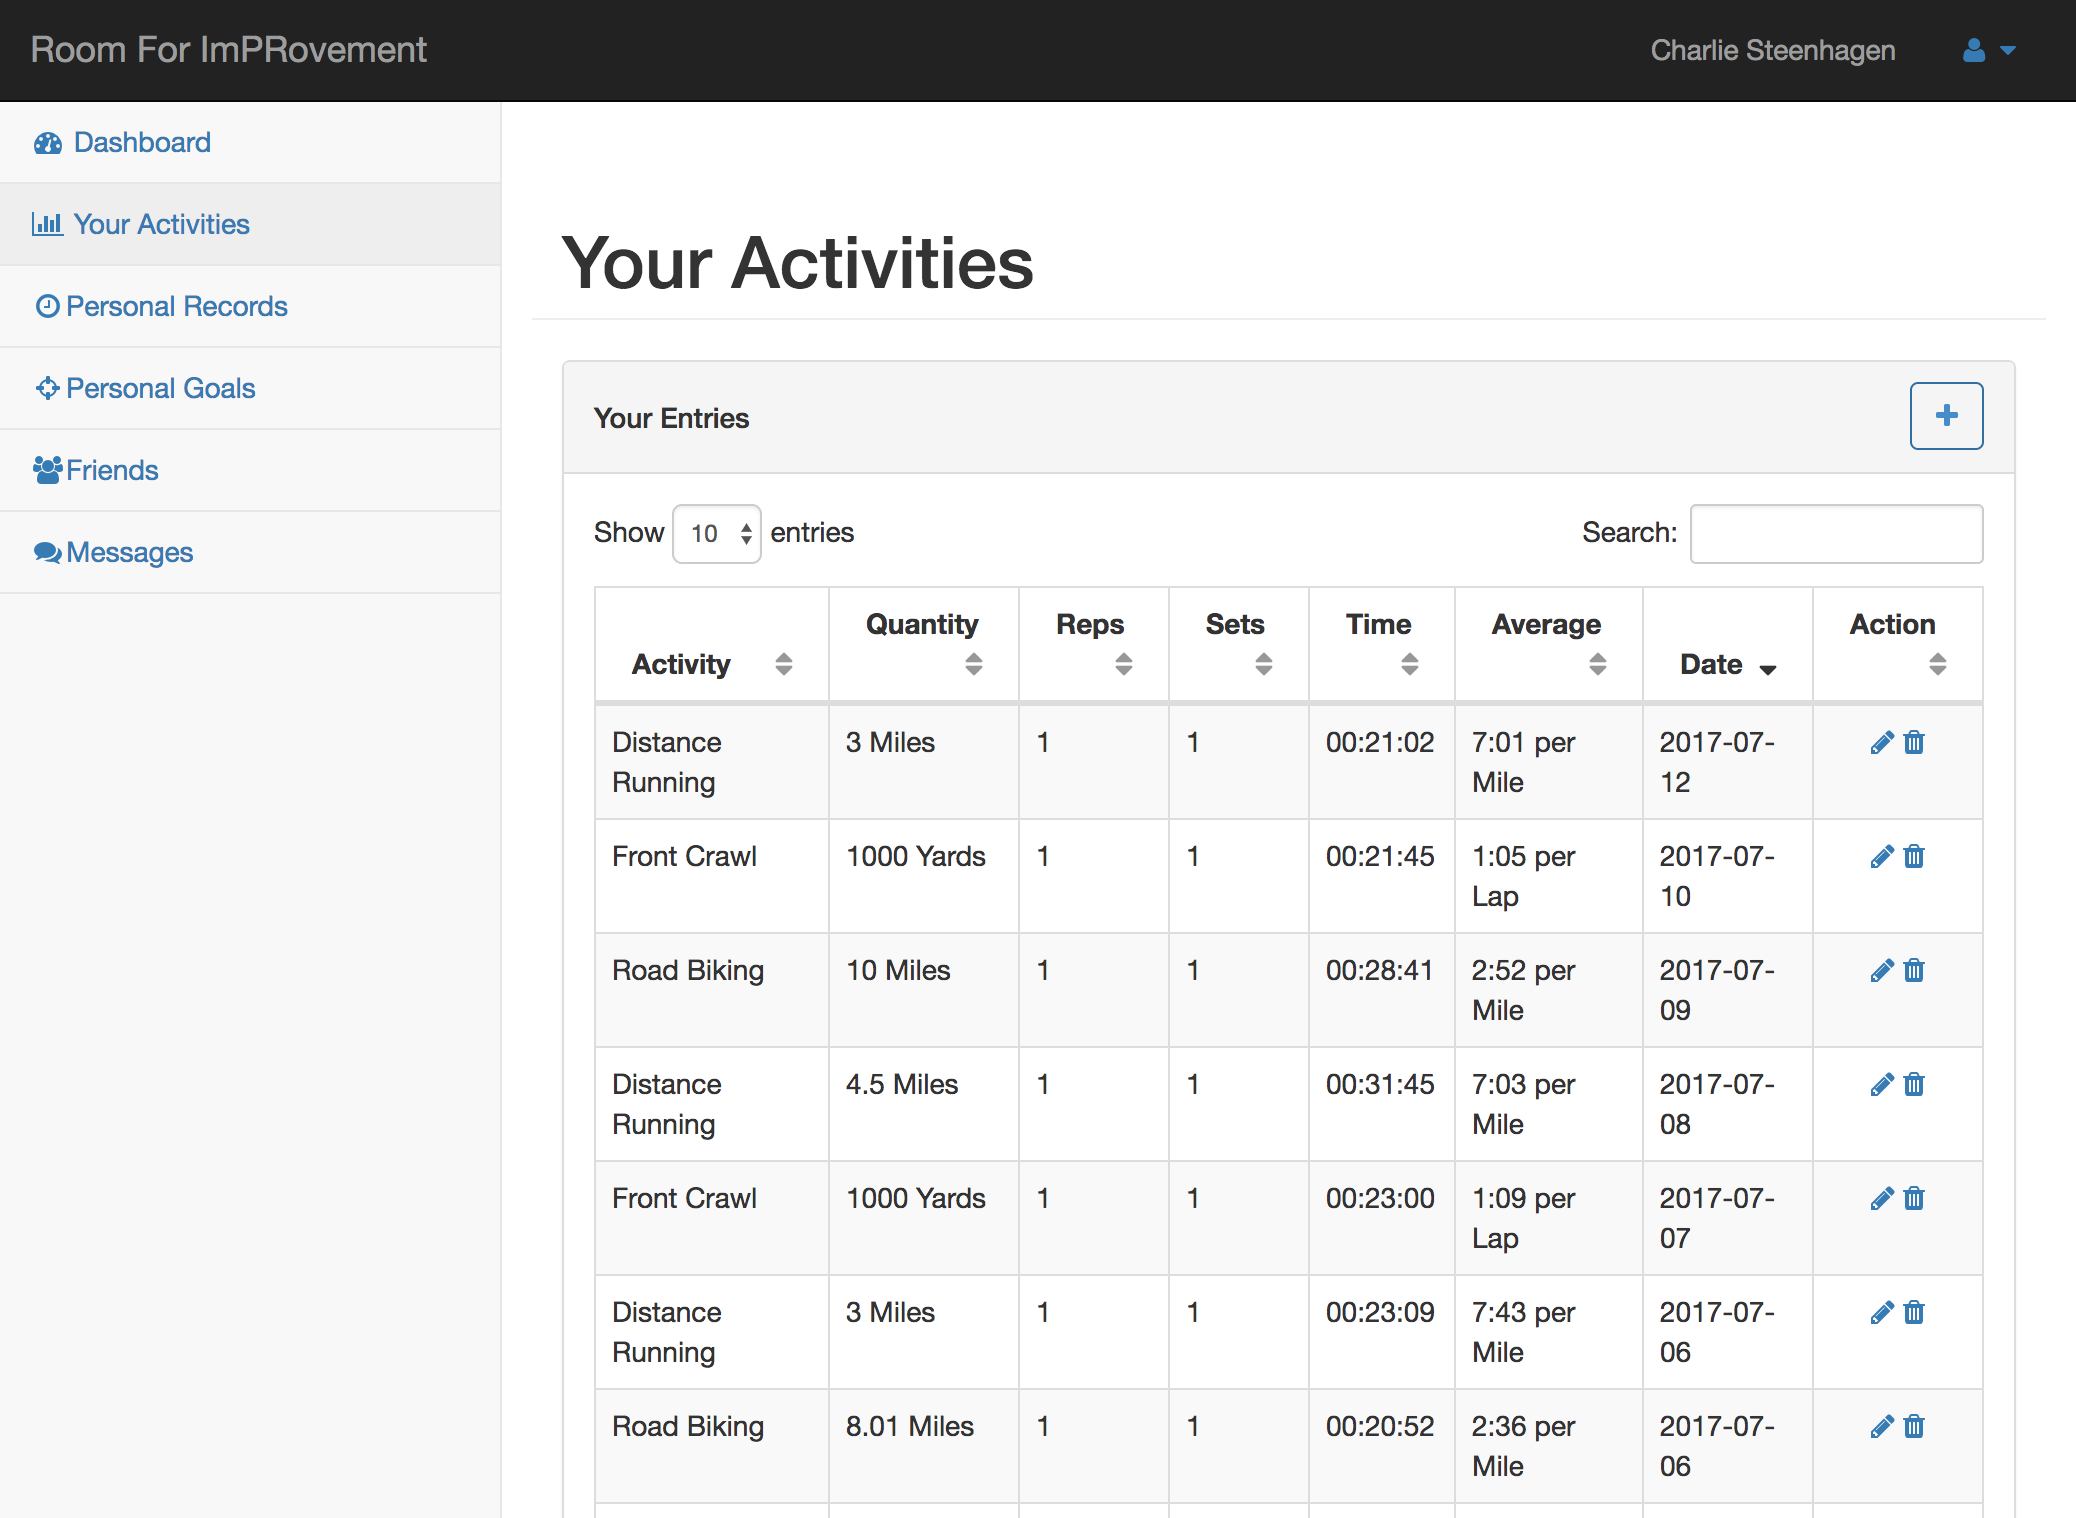 Room For ImPRovement
Charlie Steenhagen
Dashboard
Your Activities
Personal Records
Personal Goals
Friends
Messages
Your Activities
Your Entries
Show 10 entries
Search:
Activity Quantity Reps Sets Time Average Date Action
Distance Running 3 Miles 1 1 00:21:02 7:01 per Mile 2017-07-12
Front Crawl 1000 Yards 1 1 00:21:45 1:05 per Lap 2017-07-10
Road Biking 10 Miles 1 1 00:28:41 2:52 per Mile 2017-07-09
Distance Running 4.5 Miles 1 1 00:31:45 7:03 per Mile 2017-07-08
Front Crawl 1000 Yards 1 1 00:23:00 1:09 per Lap 2017-07-07
Distance Running 3 Miles 1 1 00:23:09 7:43 per Mile 2017-07-06
Road Biking 8.01 Miles 1 1 00:20:52 2:36 per Mile 2017-07-06